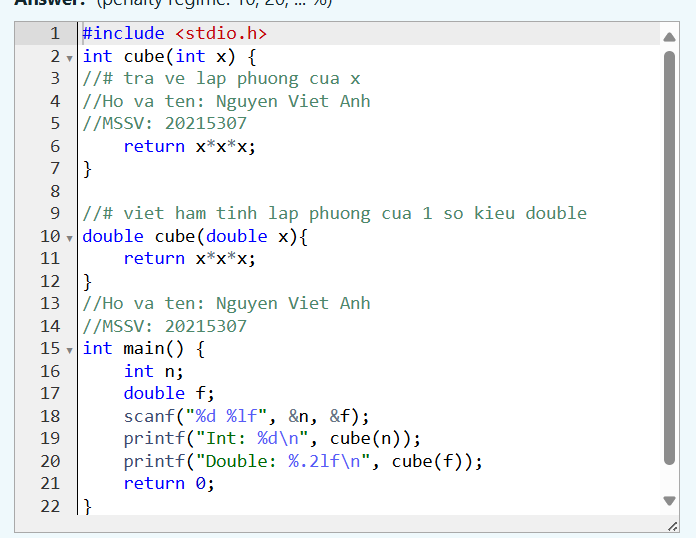 Answer: (penalty regime: 10, 20, ... %)
1 #include <stdio.h>
2 int cube(int x) {
3 //# tra ve lap phuong cua x
4 //Ho va ten: Nguyen Viet Anh
5 //MSSV: 20215307
6     return x*x*x;
7 }
8
9 //# viet ham tinh lap phuong cua 1 so kieu double
10 double cube(double x){
11     return x*x*x;
12 }
13 //Ho va ten: Nguyen Viet Anh
14 //MSSV: 20215307
15 int main() {
16     int n;
17     double f;
18     scanf("%d %lf", &n, &f);
19     printf("Int: %d\n", cube(n));
20     printf("Double: %.2lf\n", cube(f));
21     return 0;
22 }